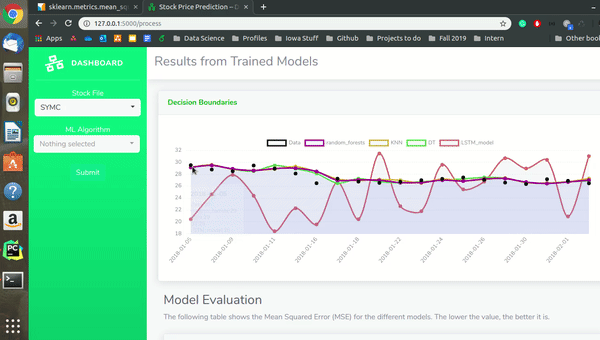 sklearn.metrics.mean_sq
Stock Price Prediction – D
127.0.0.1:5000/process
Apps
Data Science
Profiles
Iowa Stuff
Github
Projects to do
Fall 2019
Intern
Other book
DASHBOARD
Stock File
SYMC
ML Algorithm
Nothing selected
Submit
Results from Trained Models
Decision Boundaries
Data
random_forests
KNN
DT
LSTM_model
32
30
28
26
24
22
20
18
2018-01-05
2018-01-09
2018-01-11
2018-01-16
2018-01-18
2018-01-22
2018-01-24
2018-01-26
2018-01-30
2018-02-01
Model Evaluation
The following table shows the Mean Squared Error (MSE) for the different models. The lower the value, the better it is.